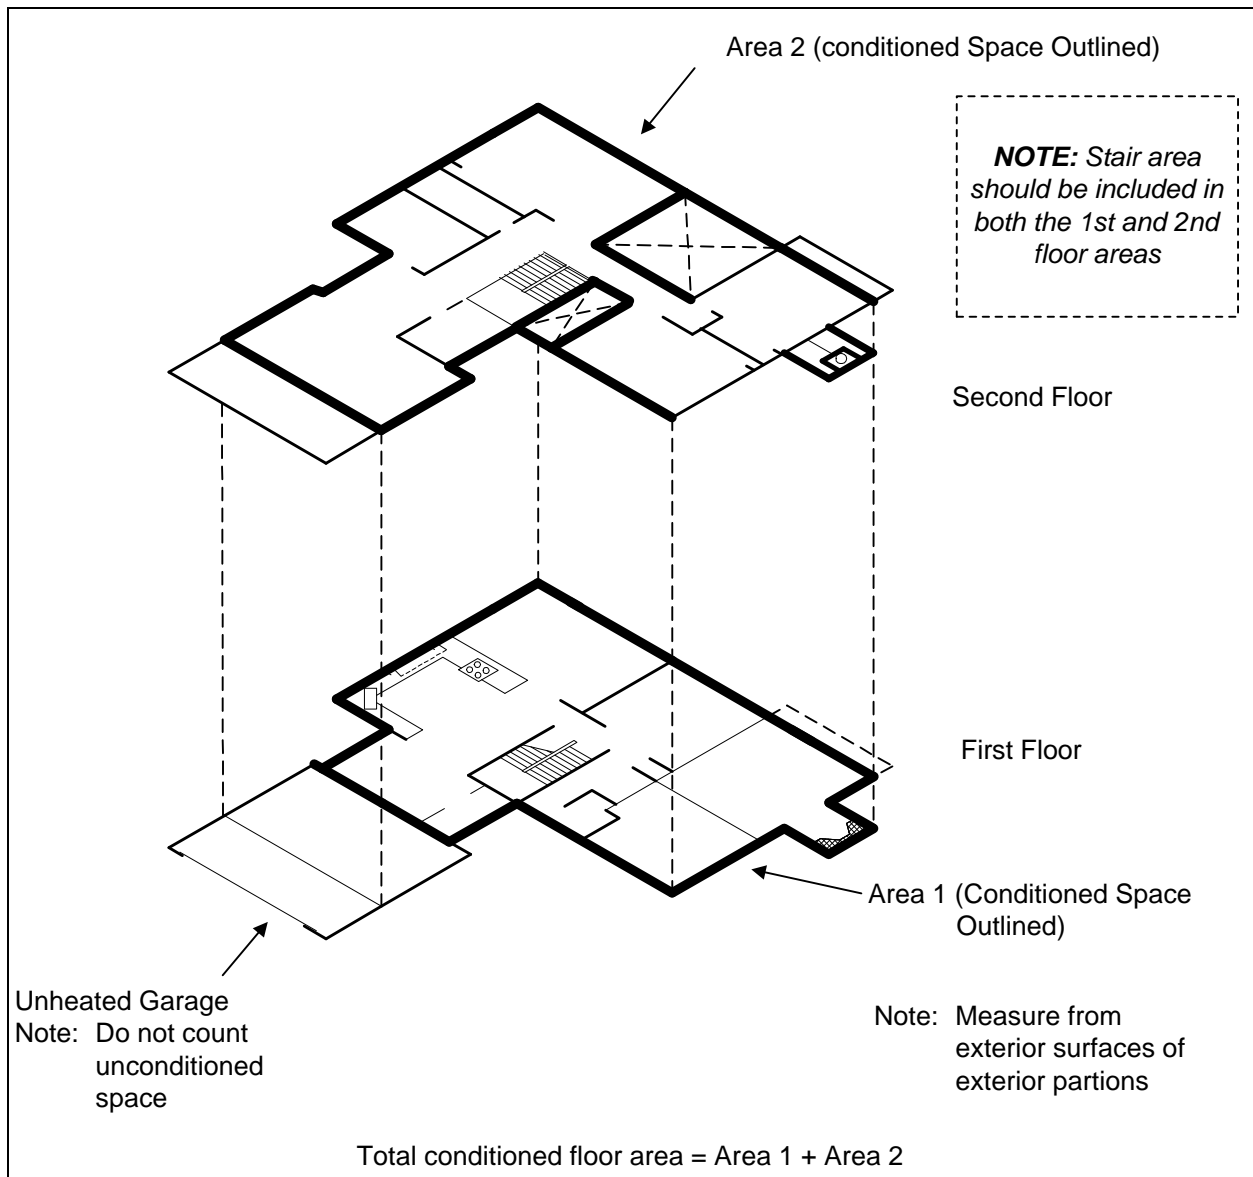 Area 2 (conditioned Space Outlined)
NOTE: Stair area
should be included in
both the 1st and 2nd
floor areas
Second Floor
First Floor
Area 1 (Conditioned Space
Outlined)
Unheated Garage
Note: Do not count
unconditioned
space
Note: Measure from
exterior surfaces of
exterior partions
Total conditioned floor area = Area 1 + Area 2